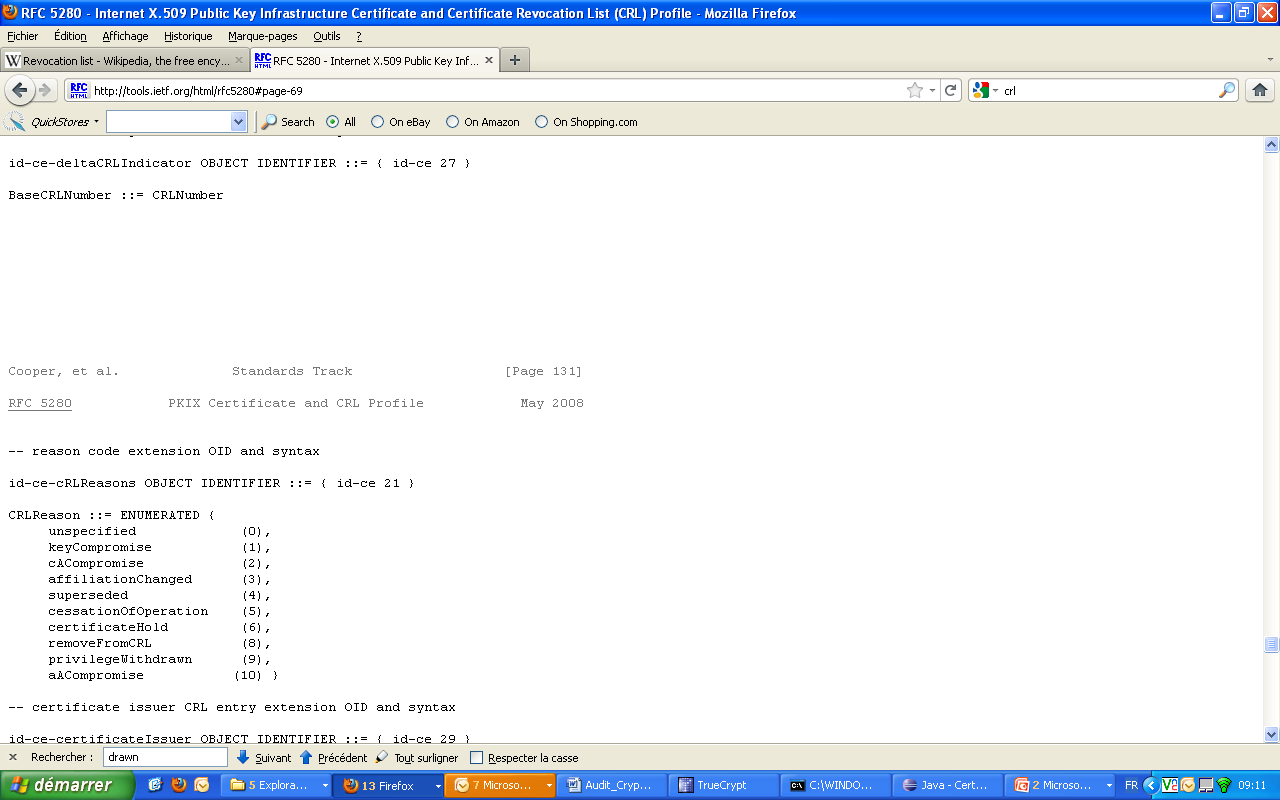 RFC 5280 - Internet X.509 Public Key Infrastructure Certificate and Certificate Revocation List (CRL) Profile - Mozilla Firefox
Fichier Édition Affichage Historique Marque-pages Outils ?
W Revocation list - Wikipedia, the free ency... × RFC HTML RFC 5280 - Internet X.509 Public Key Inf... × +
RFC HTML http://tools.ietf.org/html/rfc5280#page-69 crl
QuickStores Search All On eBay On Amazon On Shopping.com
id-ce-deltaCRLIndicator OBJECT IDENTIFIER ::= { id-ce 27 }
BaseCRLNumber ::= CRLNumber
Cooper, et al. Standards Track [Page 131]
RFC 5280 PKIX Certificate and CRL Profile May 2008
-- reason code extension OID and syntax
id-ce-cRLReasons OBJECT IDENTIFIER ::= { id-ce 21 }
CRLReason ::= ENUMERATED {
unspecified (0),
keyCompromise (1),
cACompromise (2),
affiliationChanged (3),
superseded (4),
cessationOfOperation (5),
certificateHold (6),
removeFromCRL (8),
privilegeWithdrawn (9),
aACompromise (10) }
-- certificate issuer CRL entry extension OID and syntax
id-ce-certificateIssuer OBJECT IDENTIFIER ::= { id-ce 29 }
× Rechercher : drawn Suivant Précédent Tout surligner Respecter la casse
démarrer 5 Explora... 13 Firefox 7 Microso... Audit_Cryp... TrueCrypt C:\WINDO... Java - Cert... 2 Microso... FR 09:11